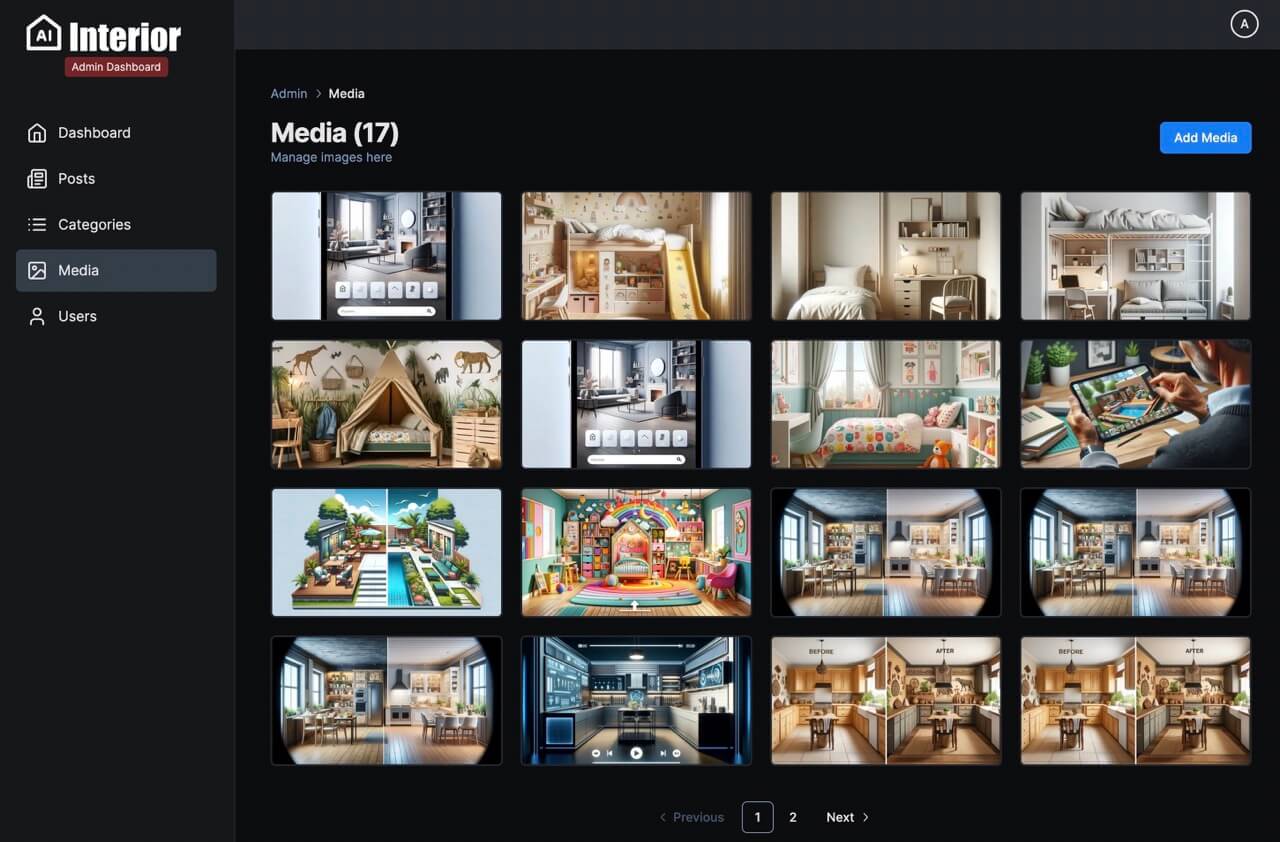 AI Interior
Admin Dashboard
A
Dashboard
Posts
Categories
Media
Users
Admin > Media
Media (17)
Manage images here
Add Media
BEFORE AFTER
BEFORE AFTER
< Previous 1 2 Next >